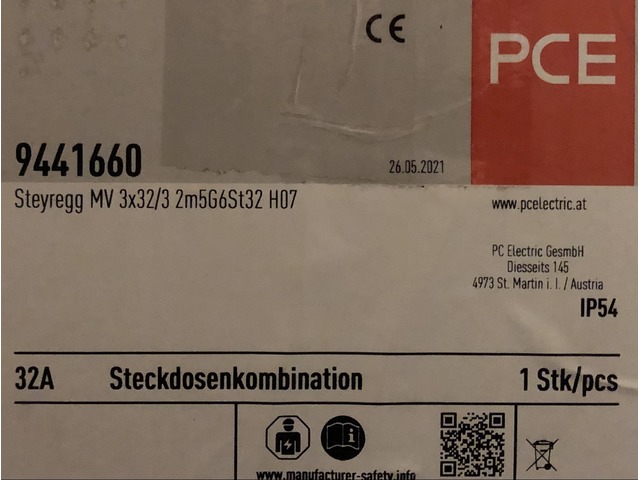 CE
PCE
9441660
26.05.2021
Steyregg MV 3x32/3 2m5G6St32 H07
www.pcelectric.at
PC Electric GesmbH
Diesseits 145
4973 St. Martin i. I. / Austria
IP54
32A Steckdosenkombination 1 Stk/pcs
www.manufacturer-safety.info